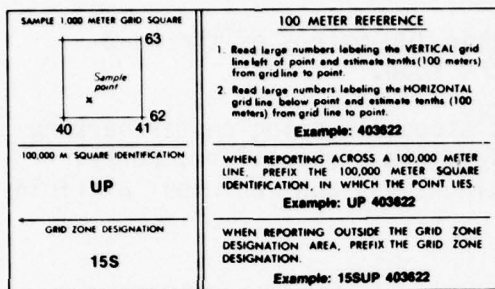 SAMPLE 1,000 METER GRID SQUARE
63
Sample
point
62
40 41
100,000 M SQUARE IDENTIFICATION
UP
GRID ZONE DESIGNATION
15S
100 METER REFERENCE
1. Read large numbers labeling the VERTICAL grid
line left of point and estimate tenths (100 meters)
from grid line to point.
2. Read large numbers labeling the HORIZONTAL
grid line below point and estimate tenths (100
meters) from grid line to point.
Example: 403622
WHEN REPORTING ACROSS A 100,000 METER
LINE, PREFIX THE 100,000 METER SQUARE
IDENTIFICATION, IN WHICH THE POINT LIES.
Example: UP 403622
WHEN REPORTING OUTSIDE THE GRID ZONE
DESIGNATION AREA, PREFIX THE GRID ZONE
DESIGNATION.
Example: 15SUP 403622